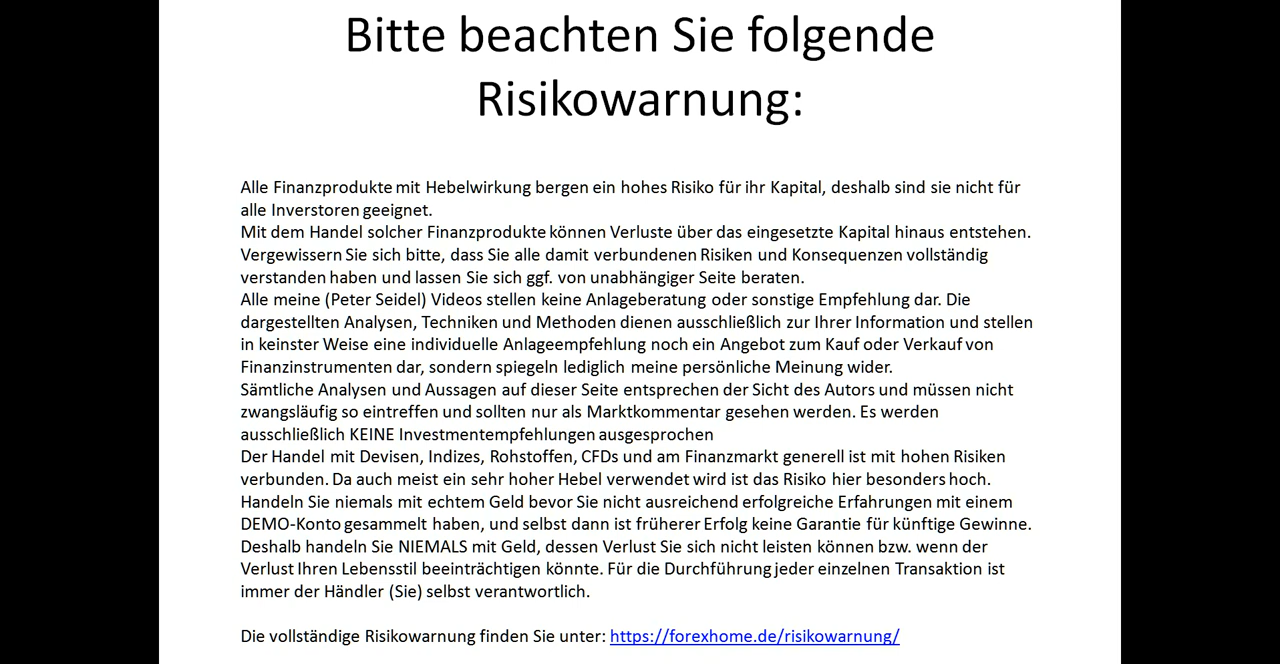 Bitte beachten Sie folgende
Risikowarnung:
Alle Finanzprodukte mit Hebelwirkung bergen ein hohes Risiko für ihr Kapital, deshalb sind sie nicht für
alle Inverstoren geeignet.
Mit dem Handel solcher Finanzprodukte können Verluste über das eingesetzte Kapital hinaus entstehen.
Vergewissern Sie sich bitte, dass Sie alle damit verbundenen Risiken und Konsequenzen vollständig
verstanden haben und lassen Sie sich ggf. von unabhängiger Seite beraten.
Alle meine (Peter Seidel) Videos stellen keine Anlageberatung oder sonstige Empfehlung dar. Die
dargestellten Analysen, Techniken und Methoden dienen ausschließlich zur Ihrer Information und stellen
in keinster Weise eine individuelle Anlageempfehlung noch ein Angebot zum Kauf oder Verkauf von
Finanzinstrumenten dar, sondern spiegeln lediglich meine persönliche Meinung wider.
Sämtliche Analysen und Aussagen auf dieser Seite entsprechen der Sicht des Autors und müssen nicht
zwangsläufig so eintreffen und sollten nur als Marktkommentar gesehen werden. Es werden
ausschließlich KEINE Investmentempfehlungen ausgesprochen
Der Handel mit Devisen, Indizes, Rohstoffen, CFDs und am Finanzmarkt generell ist mit hohen Risiken
verbunden. Da auch meist ein sehr hoher Hebel verwendet wird ist das Risiko hier besonders hoch.
Handeln Sie niemals mit echtem Geld bevor Sie nicht ausreichend erfolgreiche Erfahrungen mit einem
DEMO-Konto gesammelt haben, und selbst dann ist früherer Erfolg keine Garantie für künftige Gewinne.
Deshalb handeln Sie NIEMALS mit Geld, dessen Verlust Sie sich nicht leisten können bzw. wenn der
Verlust Ihren Lebensstil beeinträchtigen könnte. Für die Durchführung jeder einzelnen Transaktion ist
immer der Händler (Sie) selbst verantwortlich.
Die vollständige Risikowarnung finden Sie unter: https://forexhome.de/risikowarnung/